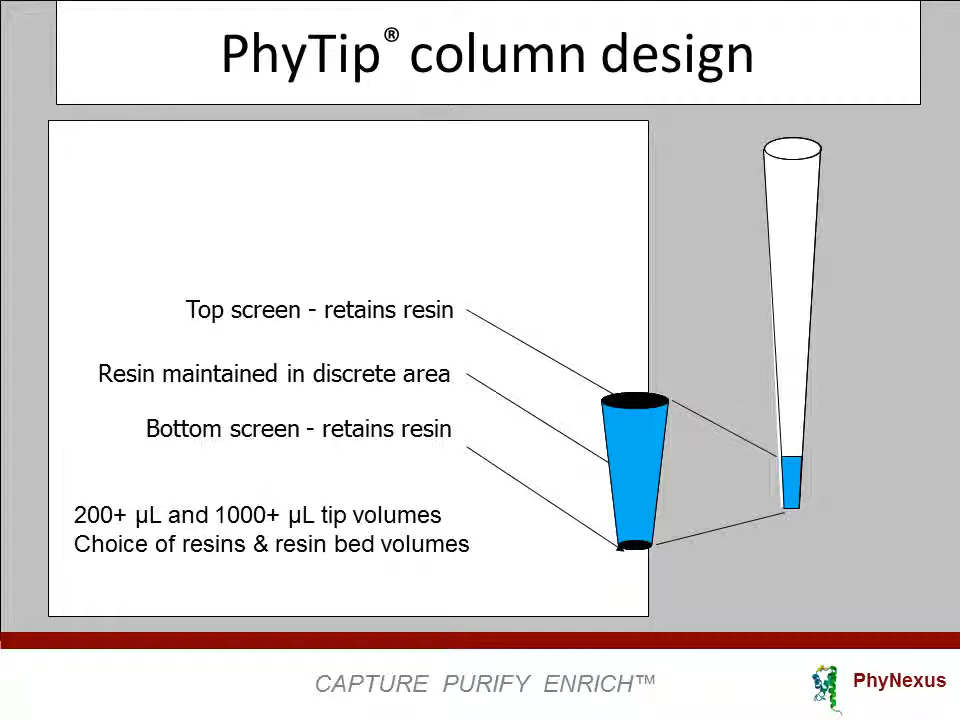 PhyTip® column design
Top screen - retains resin
Resin maintained in discrete area
Bottom screen - retains resin
200+ µL and 1000+ µL tip volumes
Choice of resins & resin bed volumes
CAPTURE PURIFY ENRICH™
PhyNexus